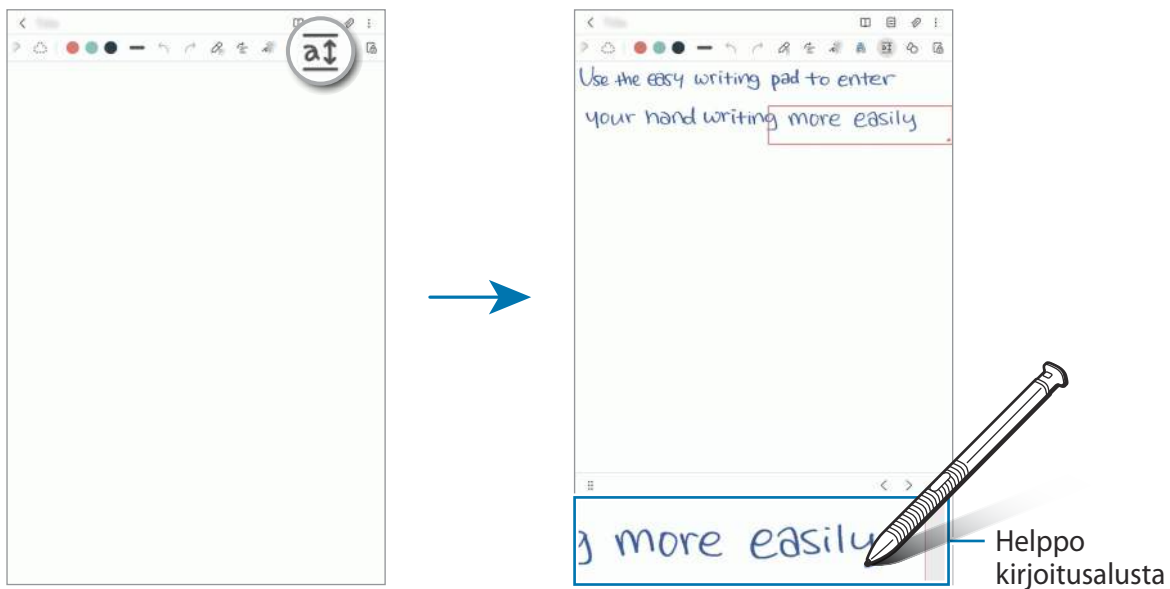 a
Use the easy writing pad to enter
your hand writing more easily
g more easily
Helppo
kirjoitusalusta